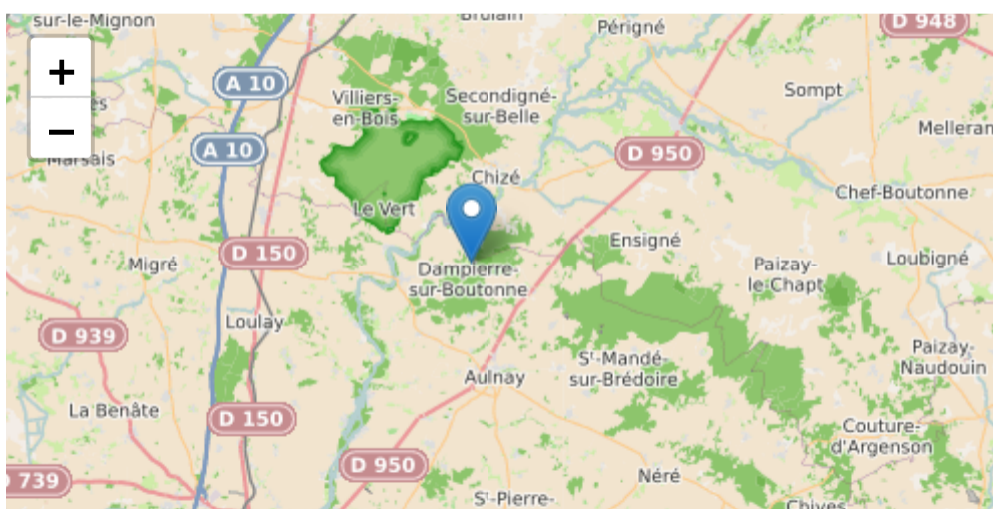 sur-le-Mignon
Brulain
Périgné
D 948
+
A 10
Villiers-
en-Bois
Secondigné-
sur-Belle
Sompt
−
A 10
D 950
Melleran
Marsais
Chizé
Chef-Boutonne
Le Vert
D 150
Ensigné
Migré
Dampierre-
sur-Boutonne
Paizay-
le-Chapt
Loubigné
D 939
Loulay
Sᵗ-Mandé-
sur-Brédoire
Paizay-
Naudouin
Aulnay
La Benâte
D 150
Couture-
d'Argenson
D 950
739
Néré
Sᵗ-Pierre-
Chives